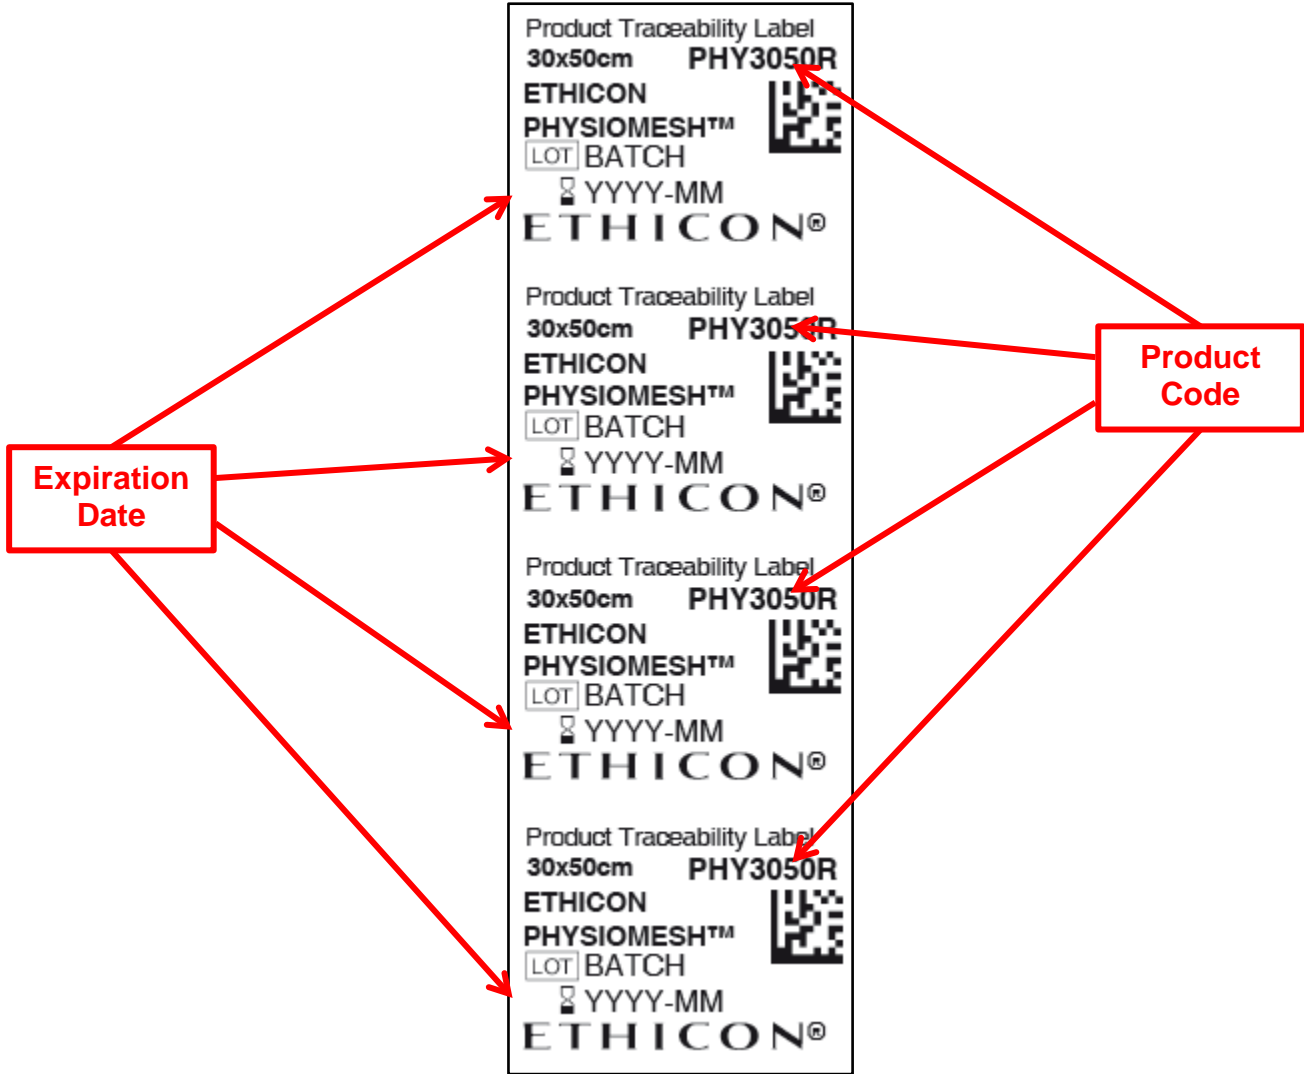 Product Traceability Label
30x50cm PHY3050R
ETHICON
PHYSIOMESH™
LOT BATCH
YYYY-MM
ETHICON®
Product Traceability Label
30x50cm PHY3050R
ETHICON
PHYSIOMESH™
LOT BATCH
YYYY-MM
ETHICON®
Product Traceability Label
30x50cm PHY3050R
ETHICON
PHYSIOMESH™
LOT BATCH
YYYY-MM
ETHICON®
Product Traceability Label
30x50cm PHY3050R
ETHICON
PHYSIOMESH™
LOT BATCH
YYYY-MM
ETHICON®
Expiration
Date
Product
Code